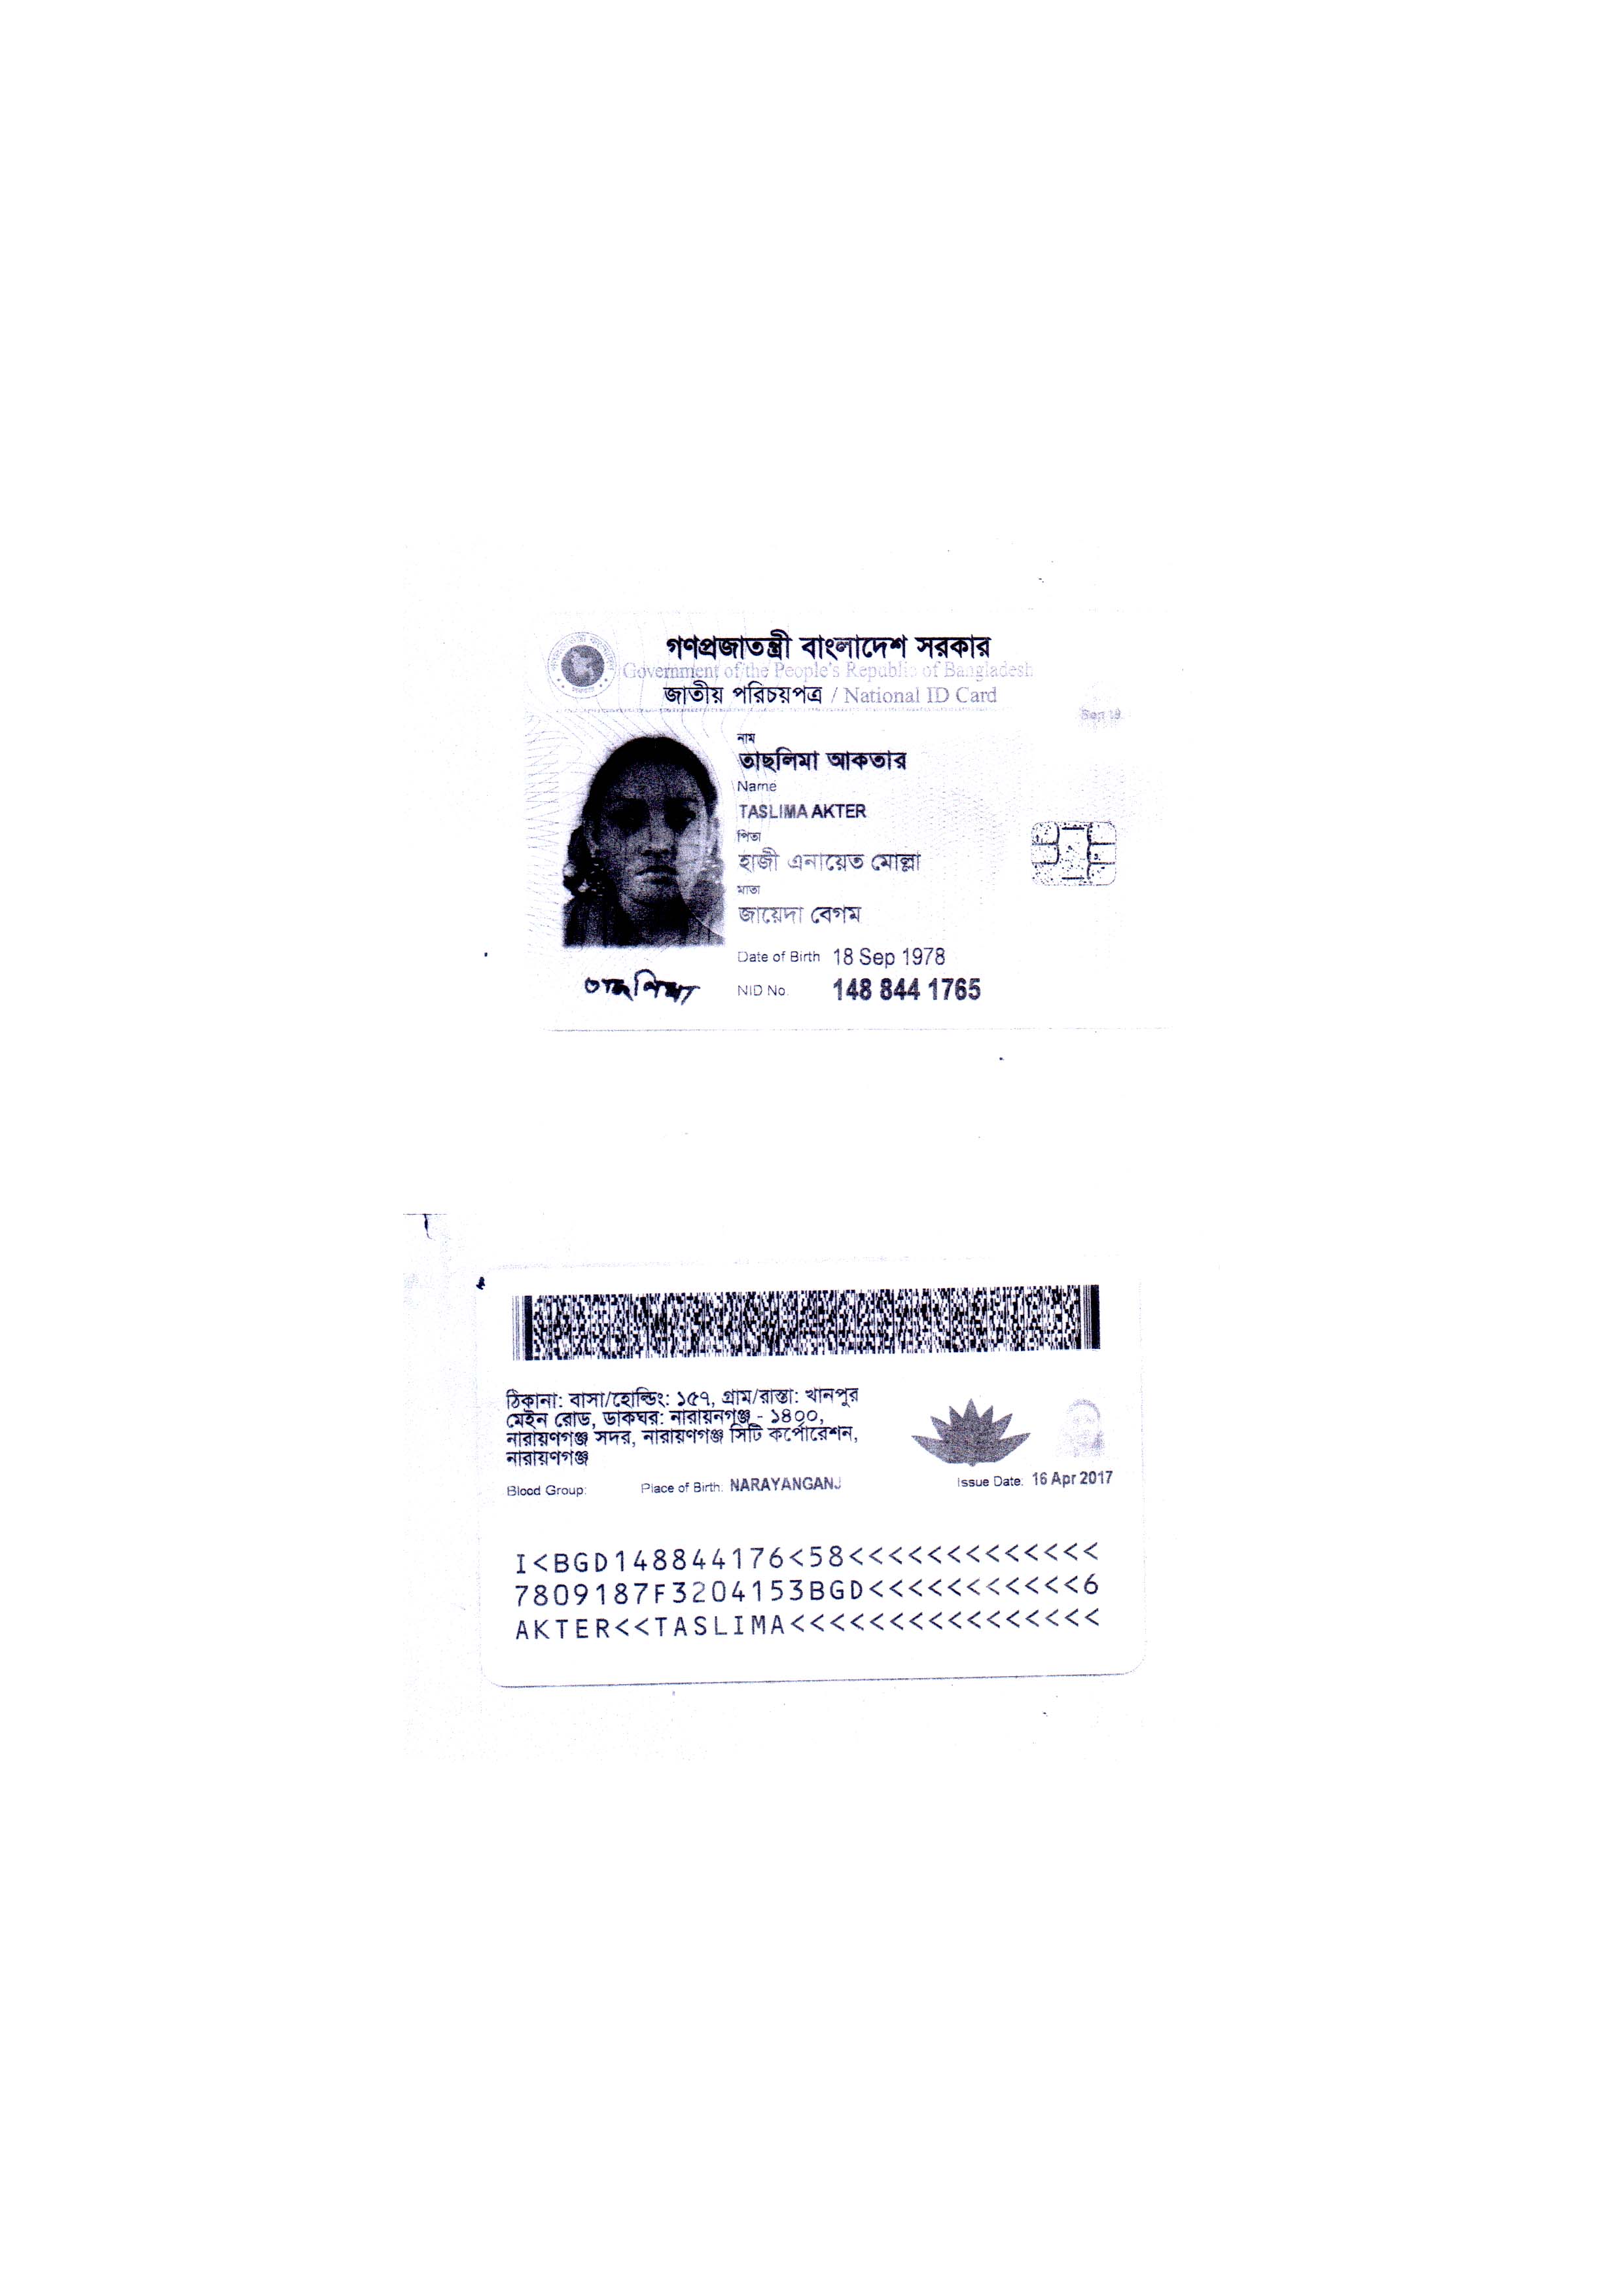 গণপ্রজাতন্ত্রী বাংলাদেশ সরকার
Government of the People's Republic of Bangladesh
জাতীয় পরিচয়পত্র / National ID Card
নাম
তাছলিমা আকতার
Name
TASLIMA AKTER
পিতা
হাজী এনায়েত মোল্লা
মাতা
জায়েদা বেগম
Date of Birth 18 Sep 1978
NID No. 148 844 1765
তাছলিমা
ঠিকানা: বাসা/হোল্ডিং: ১৫৭, গ্রাম/রাস্তা: খানপুর
মেইন রোড, ডাকঘর: নারায়নগঞ্জ - ১৪০০,
নারায়ণগঞ্জ সদর, নারায়ণগঞ্জ সিটি কর্পোরেশন,
নারায়ণগঞ্জ
Blood Group: Place of Birth: NARAYANGANJ Issue Date: 16 Apr 2017
I<BGD148844176<58<<<<<<<<<<<<<
7809187F3204153BGD<<<<<<<<<<<6
AKTER<<TASLIMA<<<<<<<<<<<<<<<<